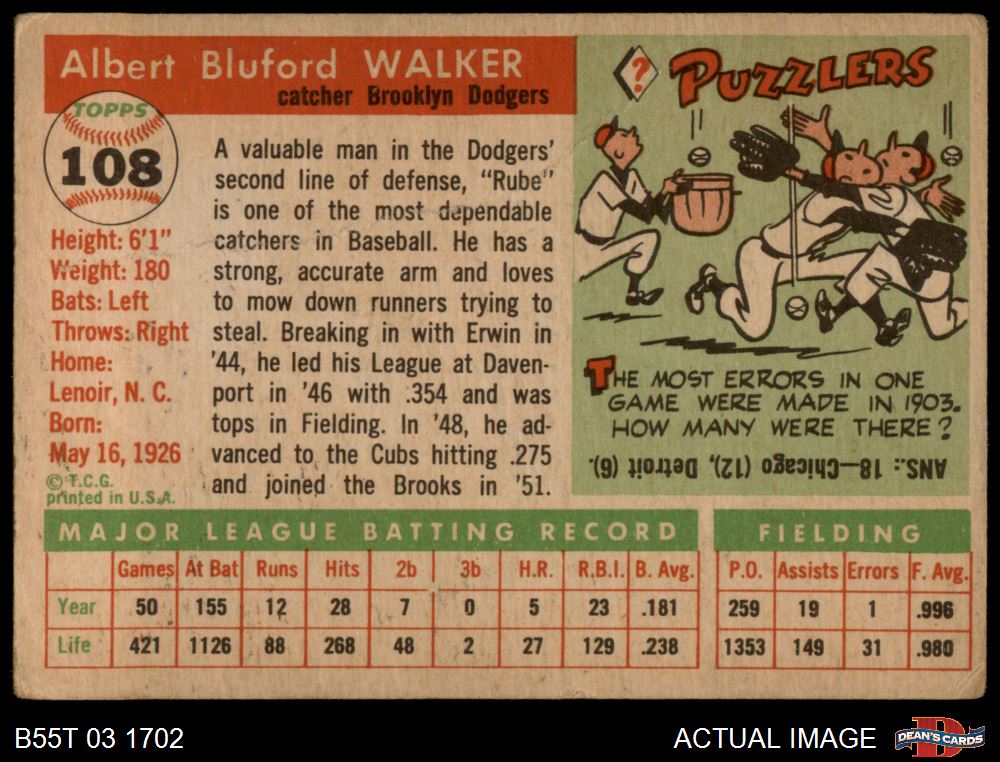 Albert Bluford WALKER
catcher Brooklyn Dodgers
TOPPS
108
Height: 6'1"
Weight: 180
Bats: Left
Throws: Right
Home:
Lenoir, N. C.
Born:
May 16, 1926
© T.C.G.
printed in U.S.A.
A valuable man in the Dodgers'
second line of defense, "Rube"
is one of the most dependable
catchers in Baseball. He has a
strong, accurate arm and loves
to mow down runners trying to
steal. Breaking in with Erwin in
'44, he led his League at Daven-
port in '46 with .354 and was
tops in Fielding. In '48, he ad-
vanced to the Cubs hitting .275
and joined the Brooks in '51.
?
PUZZLERS
THE MOST ERRORS IN ONE
GAME WERE MADE IN 1903.
HOW MANY WERE THERE?
ANS.: 18—Chicago (12), Detroit (6).
MAJOR LEAGUE BATTING RECORD
Games At Bat Runs Hits 2b 3b H.R. R.B.I. B. Avg.
Year 50 155 12 28 7 0 5 23 .181
Life 421 1126 88 268 48 2 27 129 .238
FIELDING
P.O. Assists Errors F. Avg.
259 19 1 .996
1353 149 31 .980
B55T 03 1702
ACTUAL IMAGE
D
DEAN'S CARDS